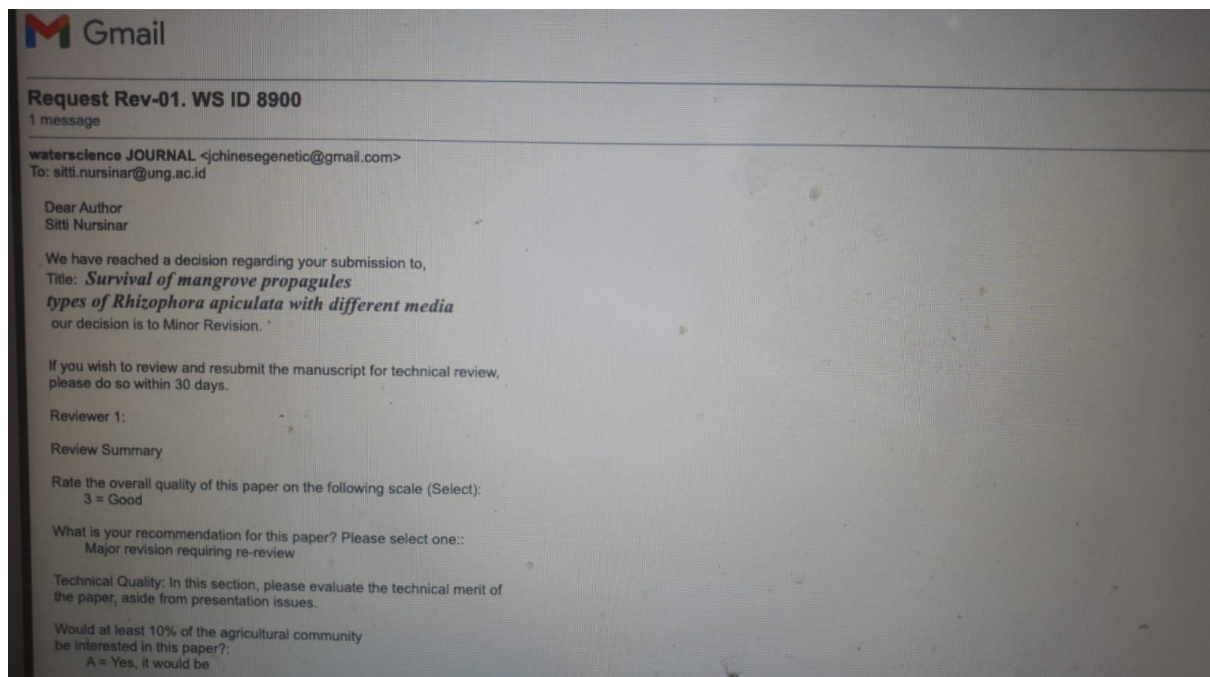 Gmail
Request Rev-01. WS ID 8900
1 message
waterscience JOURNAL <jchinesegenetic@gmail.com>
To: sitti.nursinar@ung.ac.id
Dear Author
Sitti Nursinar
We have reached a decision regarding your submission to,
Title: Survival of mangrove propagules
types of Rhizophora apiculata with different media
our decision is to Minor Revision.
If you wish to review and resubmit the manuscript for technical review,
please do so within 30 days.
Reviewer 1:
Review Summary
Rate the overall quality of this paper on the following scale (Select):
3 = Good
What is your recommendation for this paper? Please select one::
Major revision requiring re-review
Technical Quality: In this section, please evaluate the technical merit of
the paper, aside from presentation issues.
Would at least 10% of the agricultural community
be interested in this paper?:
A = Yes, it would be